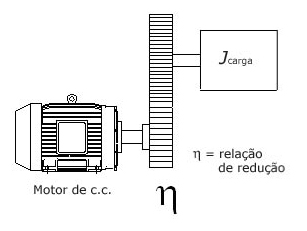 Jcarga
η = relação
de redução
Motor de c.c.
η